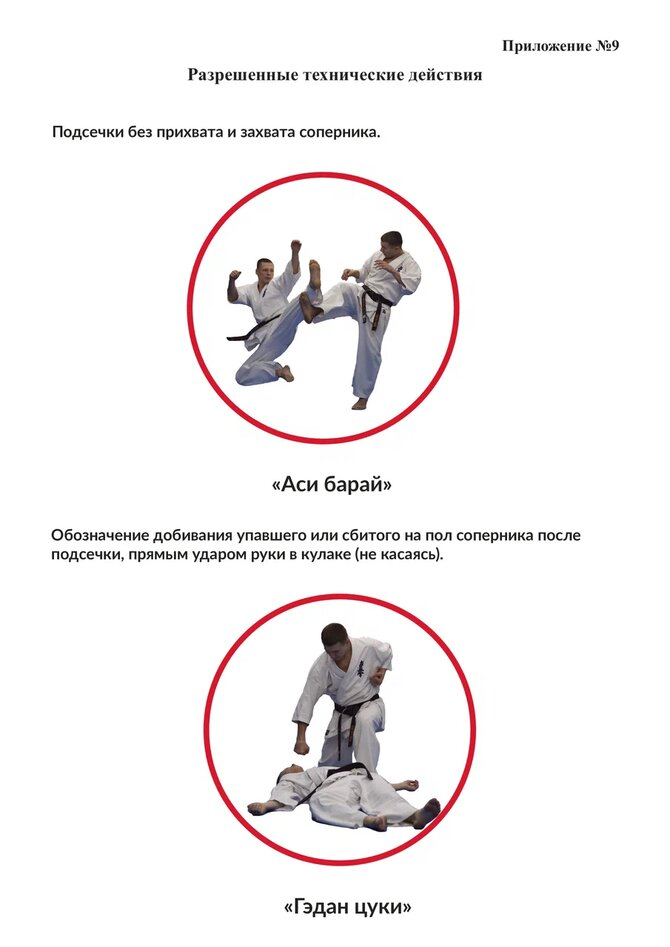 Приложение №9
Разрешенные технические действия
Подсечки без прихвата и захвата соперника.
«Аси барай»
Обозначение добивания упавшего или сбитого на пол соперника после
подсечки, прямым ударом руки в кулаке (не касаясь).
«Гэдан цуки»